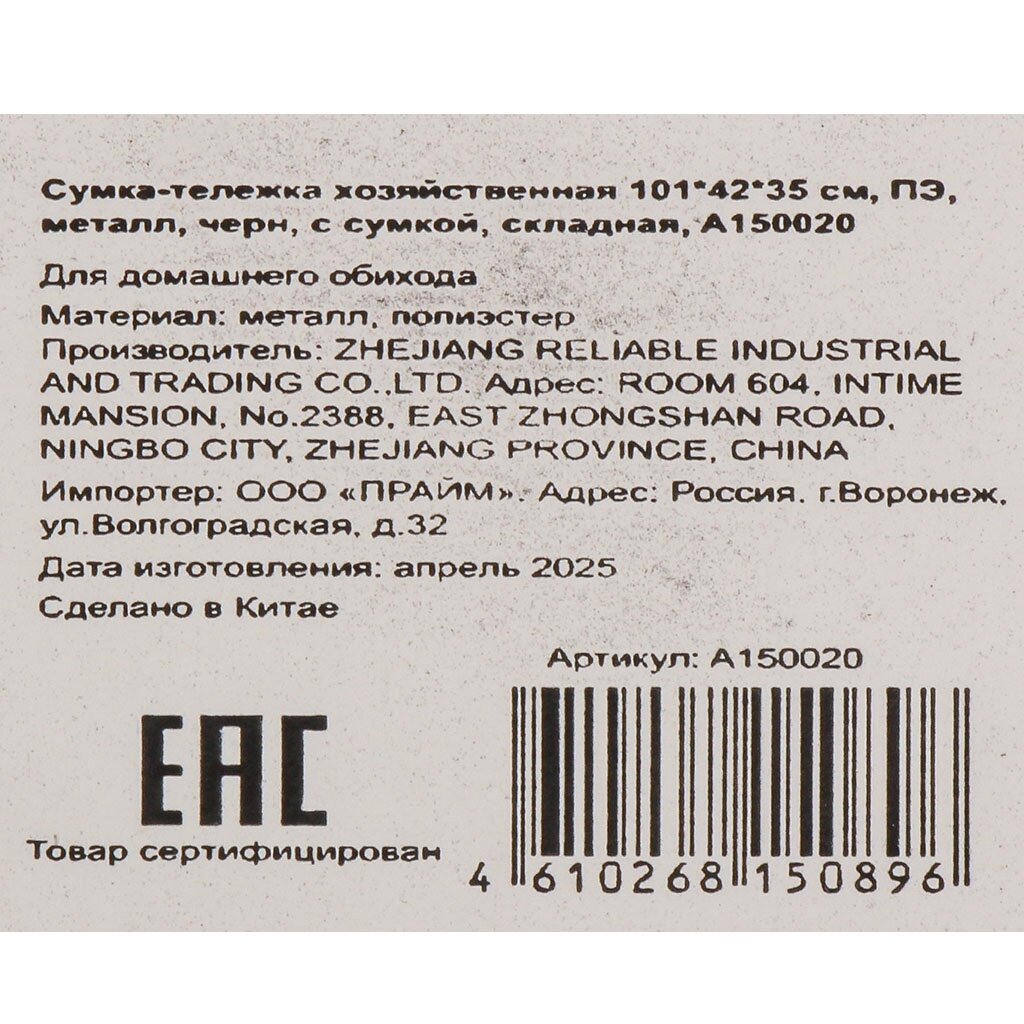 Сумка-тележка хозяйственная 101*42*35 см, ПЭ,
металл, черн, с сумкой, складная, А150020
Для домашнего обихода
Материал: металл, полиэстер
Производитель: ZHEJIANG RELIABLE INDUSTRIAL
AND TRADING CO.,LTD. Адрес: ROOM 604, INTIME
MANSION, No.2388, EAST ZHONGSHAN ROAD,
NINGBO CITY, ZHEJIANG PROVINCE, CHINA
Импортер: ООО «ПРАЙМ». Адрес: Россия. г.Воронеж,
ул.Волгоградская, д.32
Дата изготовления: апрель 2025
Сделано в Китае
Артикул: А150020
ЕАС
Товар сертифицирован
4 610268 150896